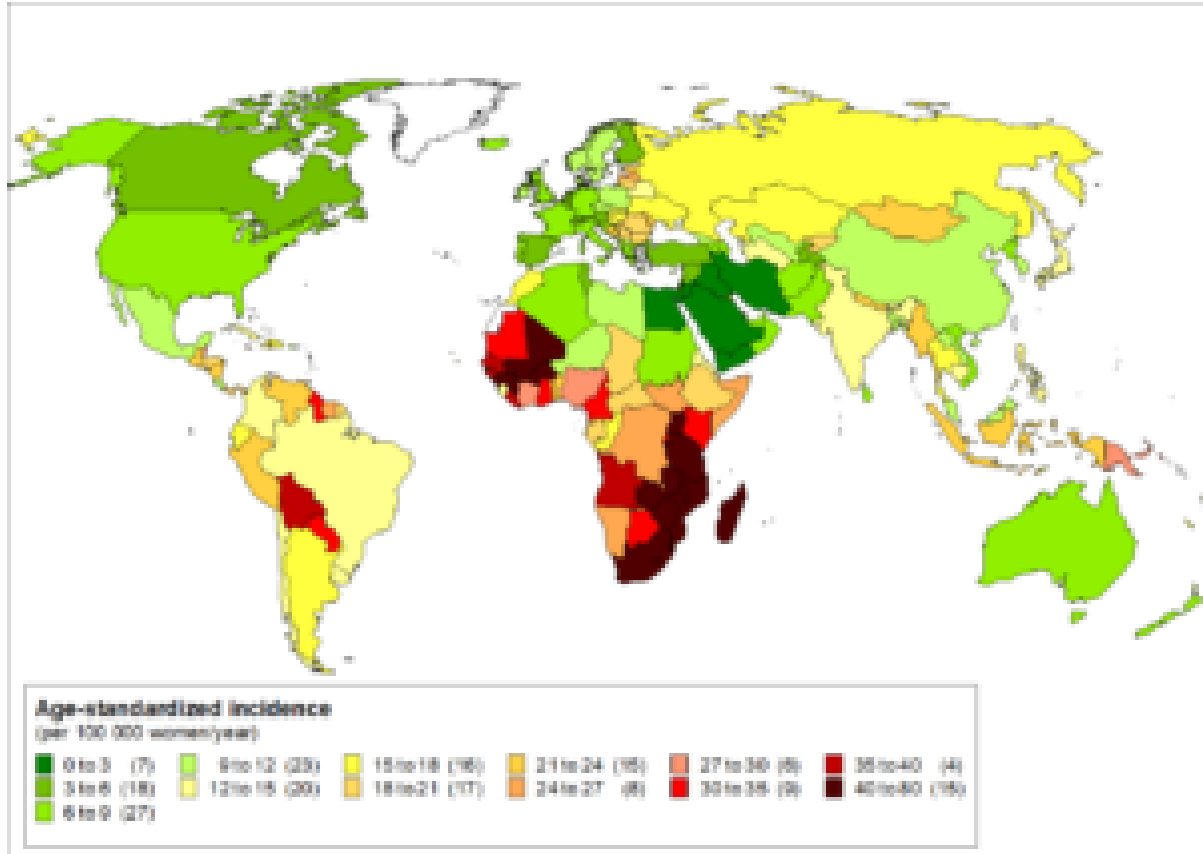 Age-standardized incidence
(per 100 000 women/year)
0 to 3 (7) 9 to 12 (23) 15 to 18 (16) 21 to 24 (15) 27 to 30 (6) 35 to 40 (4)
3 to 6 (18) 12 to 15 (20) 18 to 21 (17) 24 to 27 (8) 30 to 35 (9) 40 to 80 (15)
6 to 9 (27)